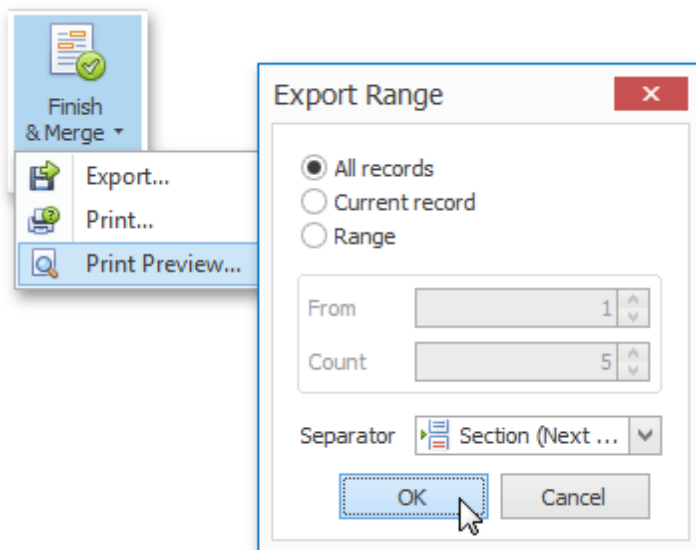 Finish
& Merge
Export...
Print...
Print Preview...
Export Range
All records
Current record
Range
From 1
Count 5
Separator Section (Next ...
OK Cancel